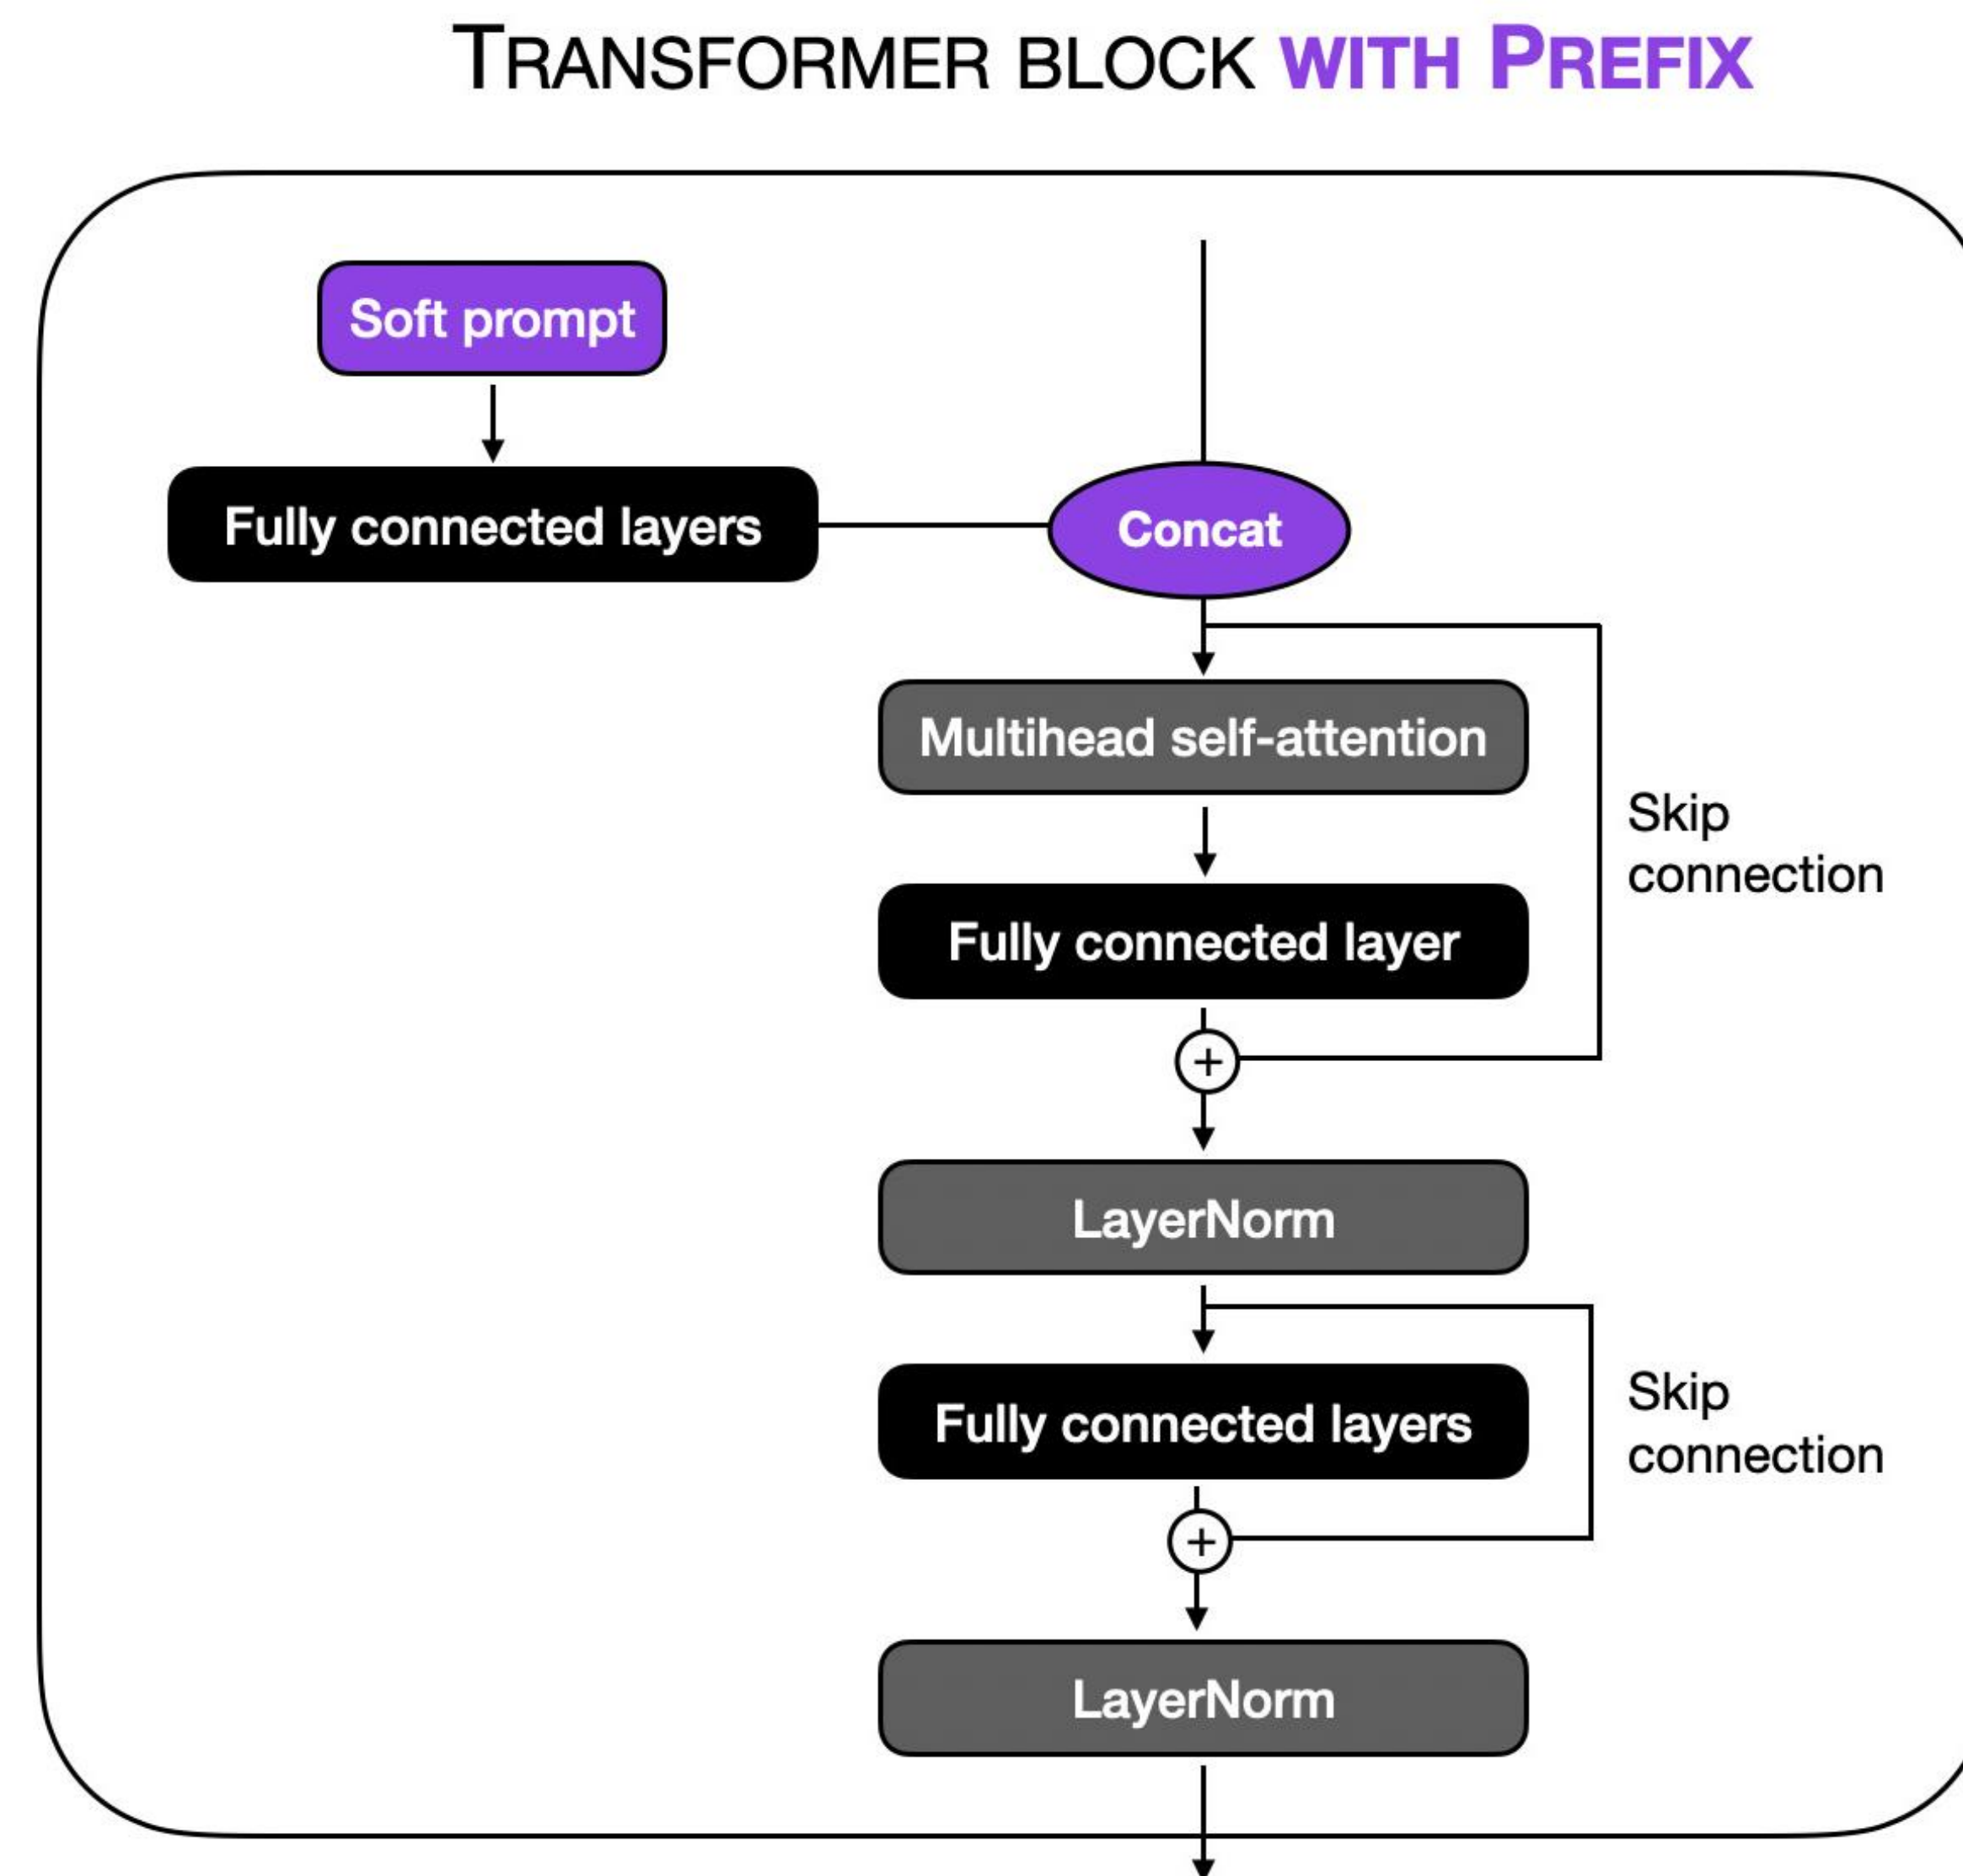 TRANSFORMER BLOCK WITH PREFIX
Soft prompt
Fully connected layers
Concat
Multihead self-attention
Skip
connection
Fully connected layer
+
LayerNorm
Fully connected layers
Skip
connection
+
LayerNorm